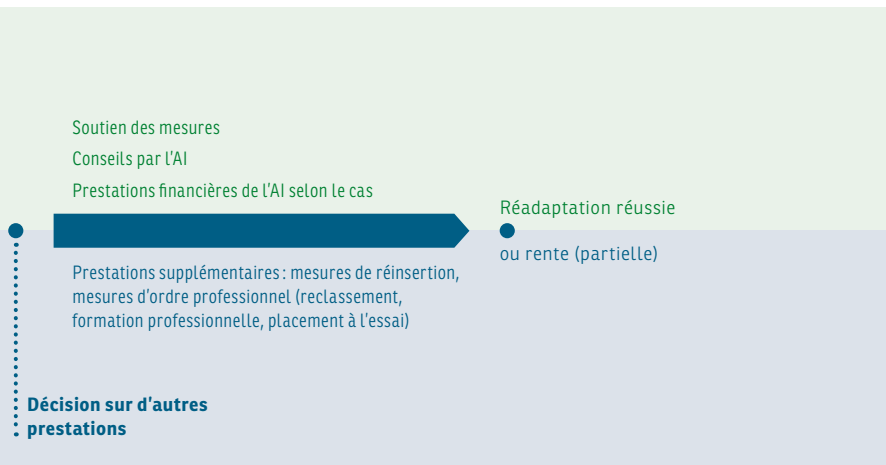 Soutien des mesures
Conseils par l'AI
Prestations financières de l'AI selon le cas
Réadaptation réussie
ou rente (partielle)
Prestations supplémentaires : mesures de réinsertion,
mesures d'ordre professionnel (reclassement,
formation professionnelle, placement à l'essai)
Décision sur d'autres
prestations